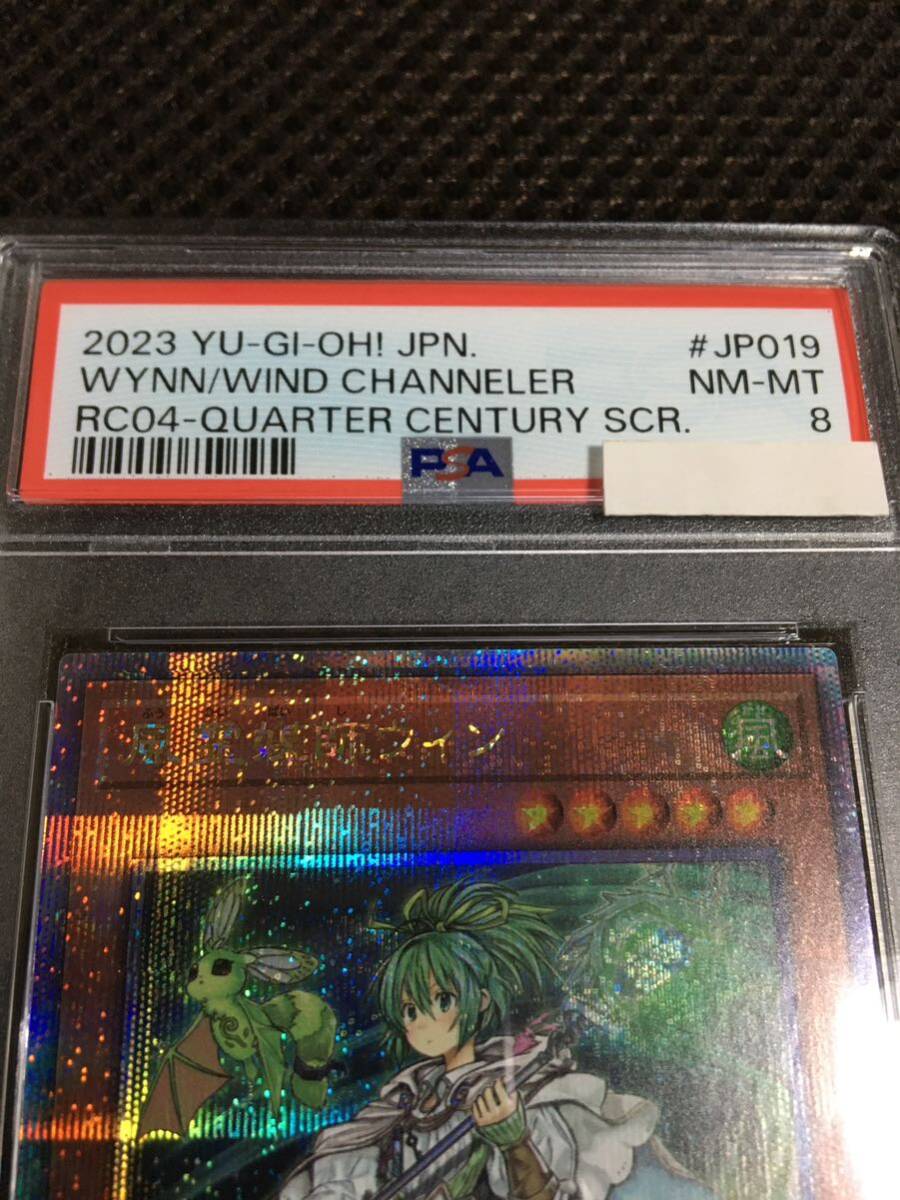 2023 YU-GI-OH! JPN. #JP019
WYNN/WIND CHANNELER NM-MT
RC04-QUARTER CENTURY SCR. 8
PSA
風霊媒師ウィン
風